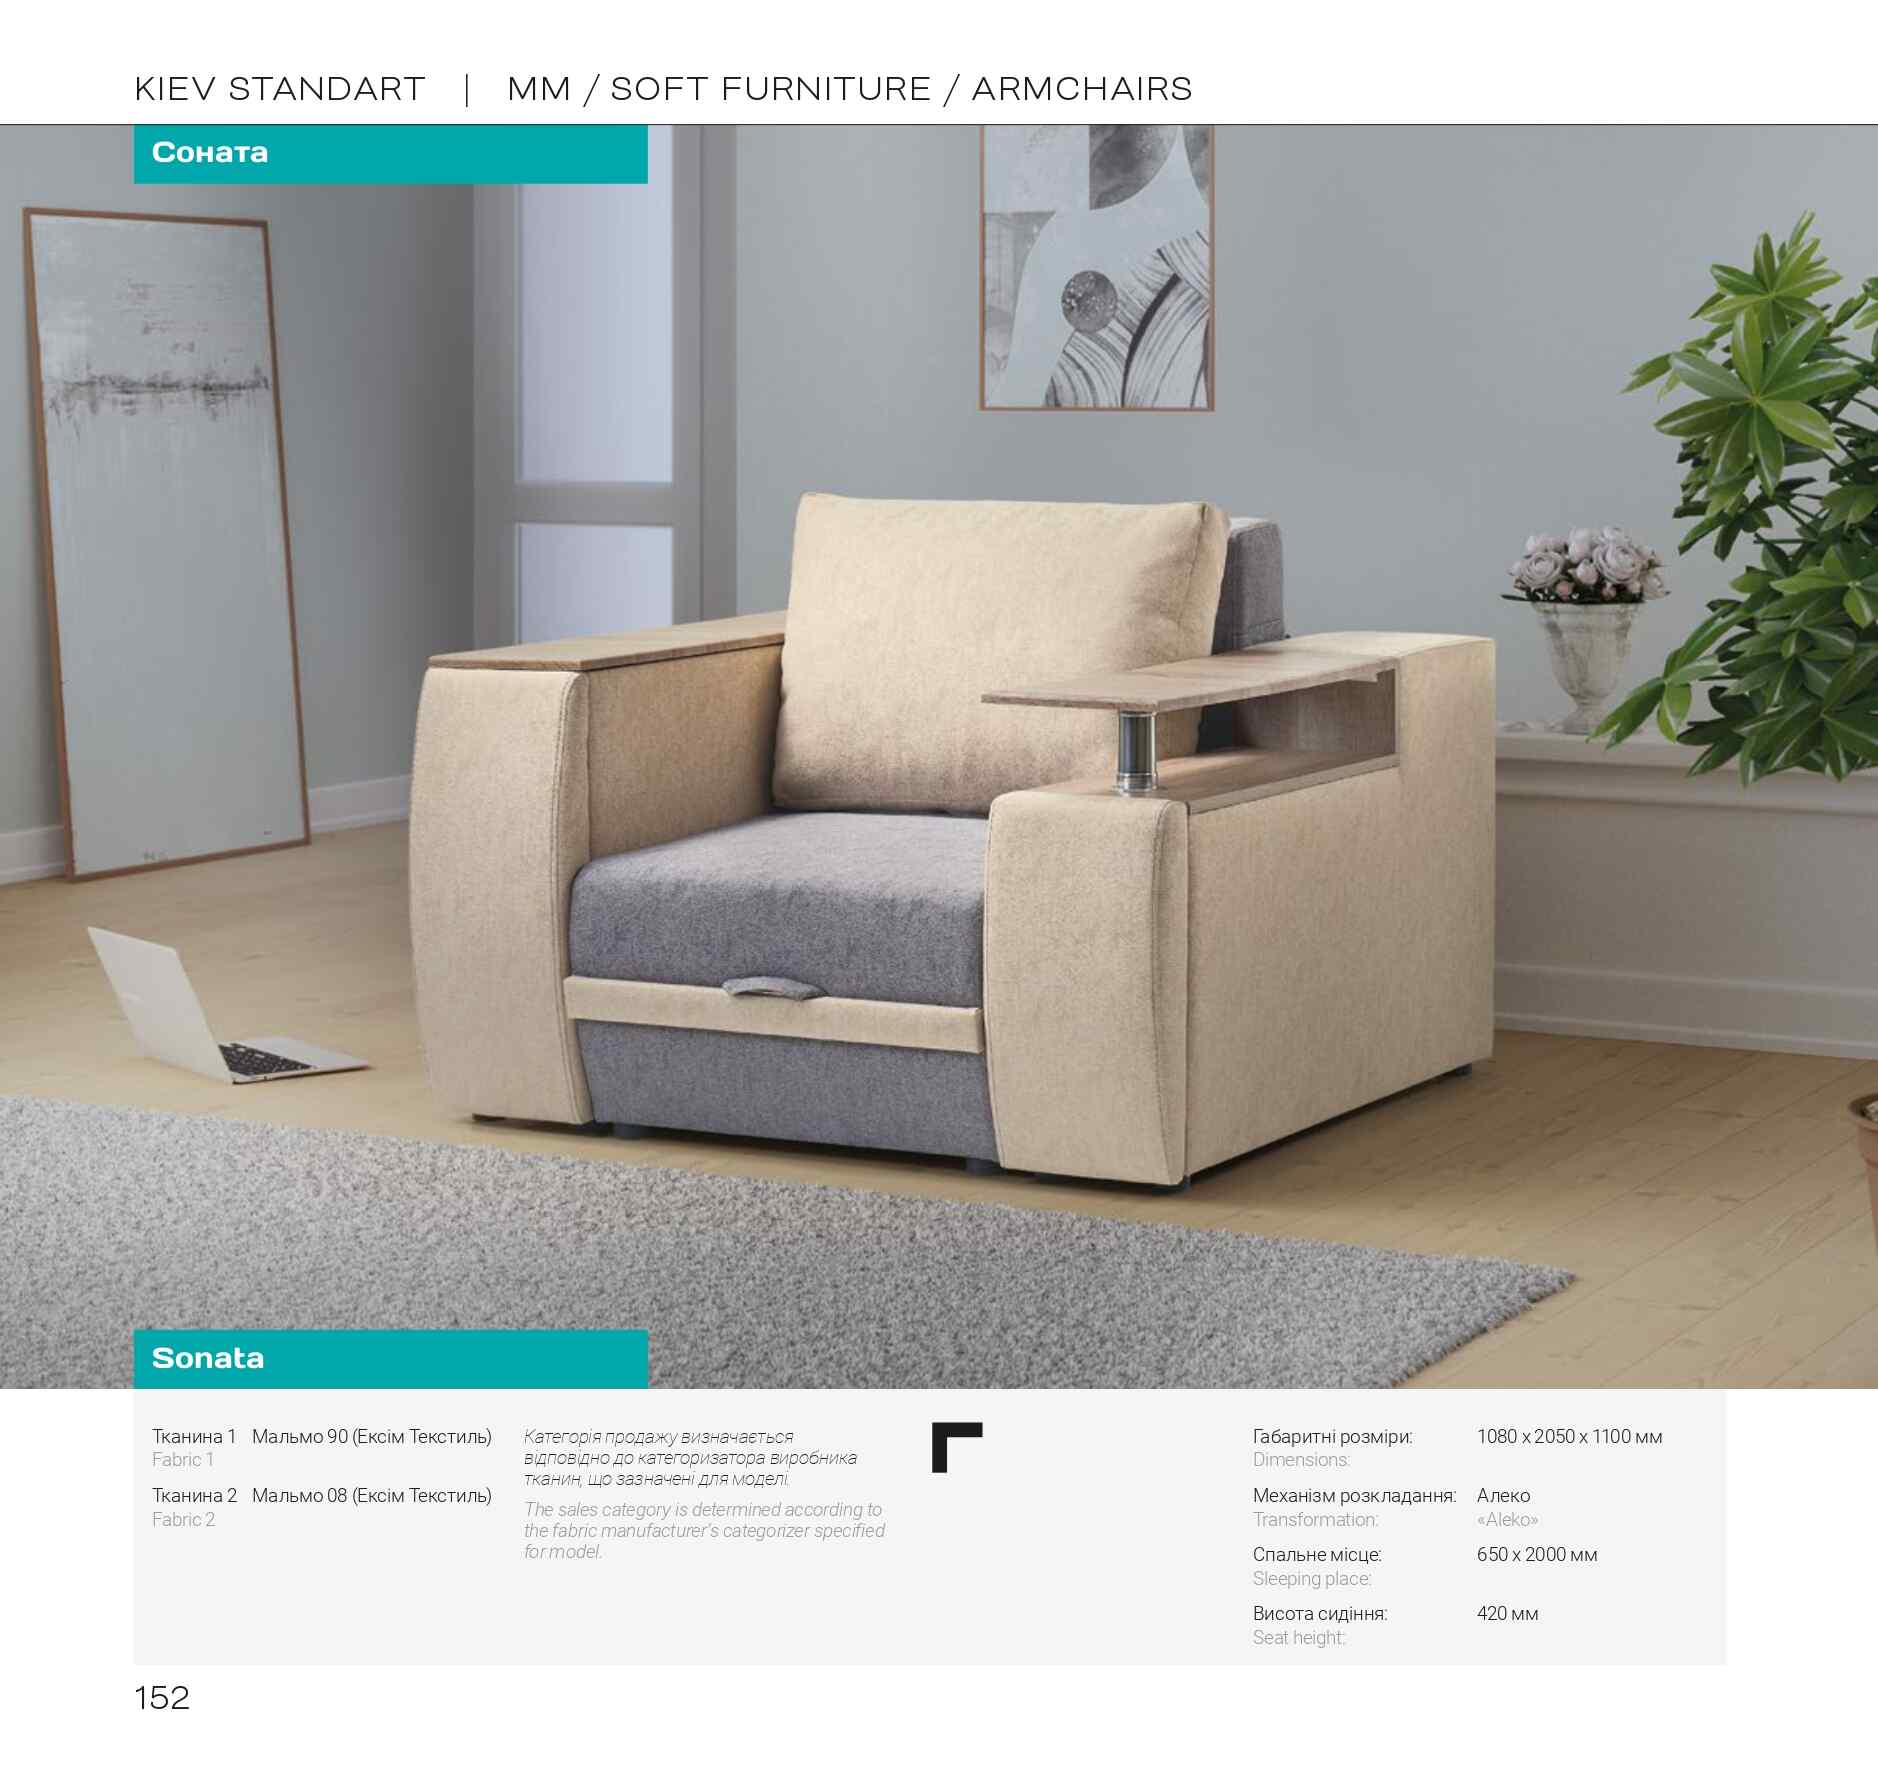 KIEV STANDART | MM / SOFT FURNITURE / ARMCHAIRS
Соната
Sonata
Тканина 1 Мальмо 90 (Ексім Текстиль)
Fabric 1
Тканина 2 Мальмо 08 (Ексім Текстиль)
Fabric 2
Категорія продажу визначається
відповідно до категоризатора виробника
тканин, що зазначені для моделі.
The sales category is determined according to
the fabric manufacturer's categorizer specified
for model.
Габаритні розміри: 1080 x 2050 x 1100 мм
Dimensions:
Механізм розкладання: Алеко
Transformation: «Aleko»
Спальне місце: 650 x 2000 мм
Sleeping place:
Висота сидіння: 420 мм
Seat height:
152